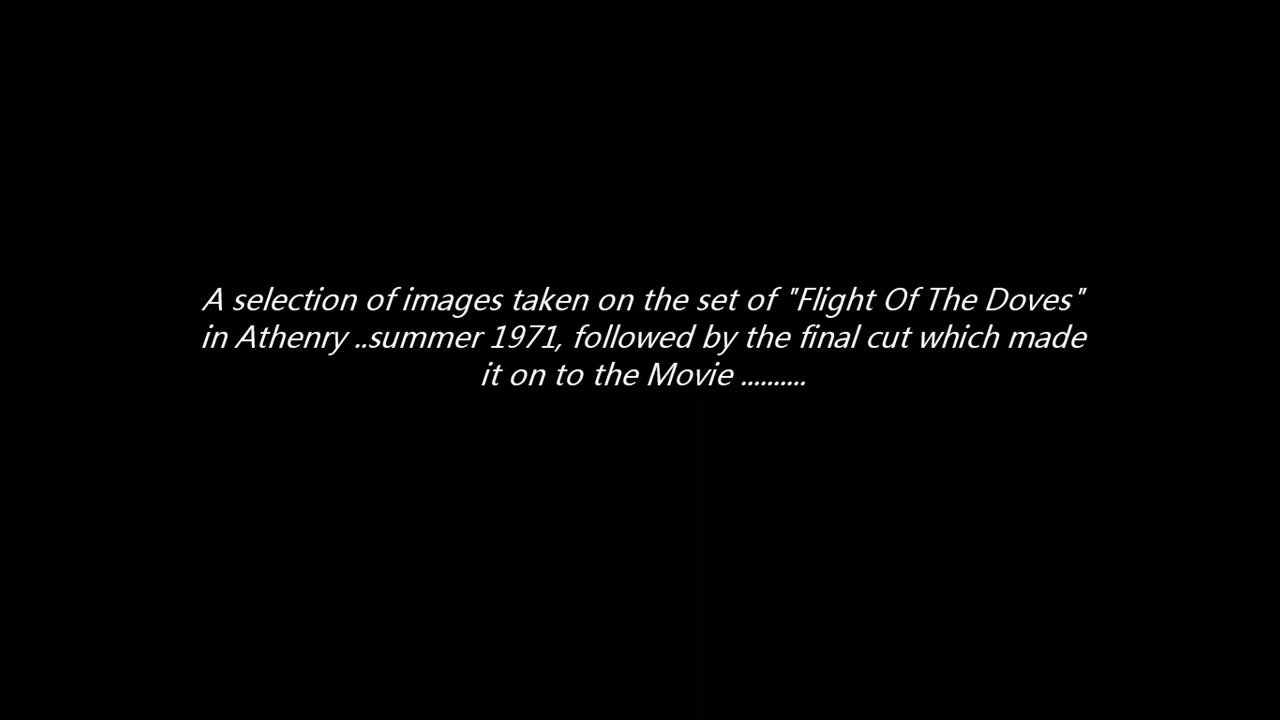 A selection of images taken on the set of "Flight Of The Doves"
in Athenry ..summer 1971, followed by the final cut which made
it on to the Movie ..........